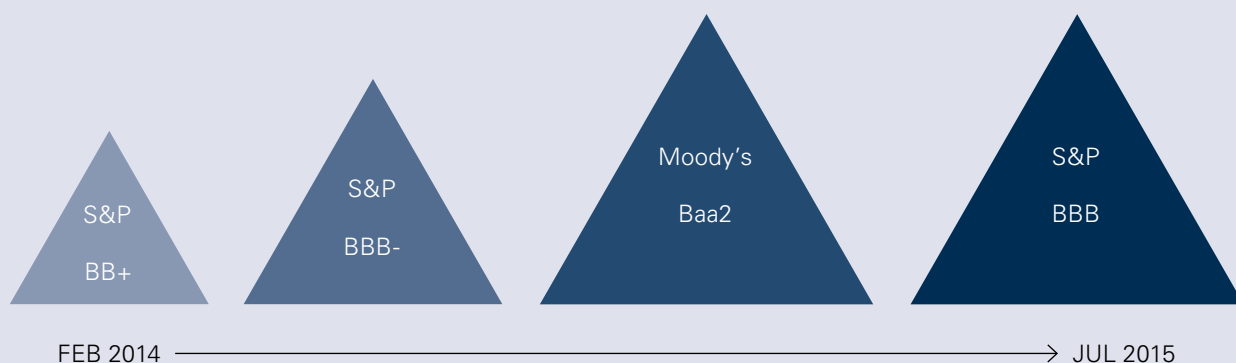 S&P
BB+
S&P
BBB-
Moody's
Baa2
S&P
BBB
FEB 2014
JUL 2015